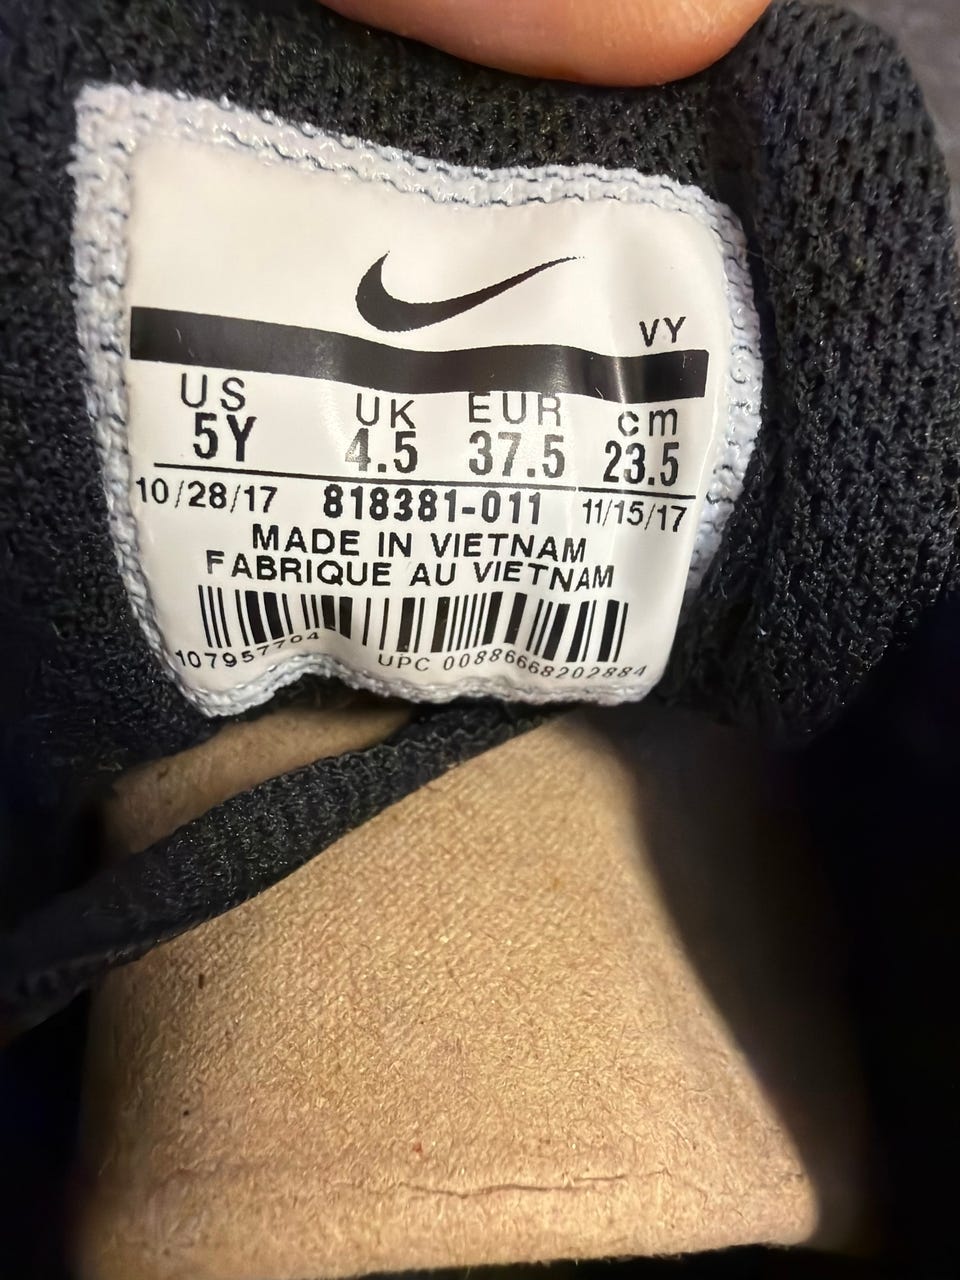 VY
US UK EUR cm
5Y 4.5 37.5 23.5
10/28/17 818381-011 11/15/17
MADE IN VIETNAM
FABRIQUE AU VIETNAM
107957704 UPC 00886668202884